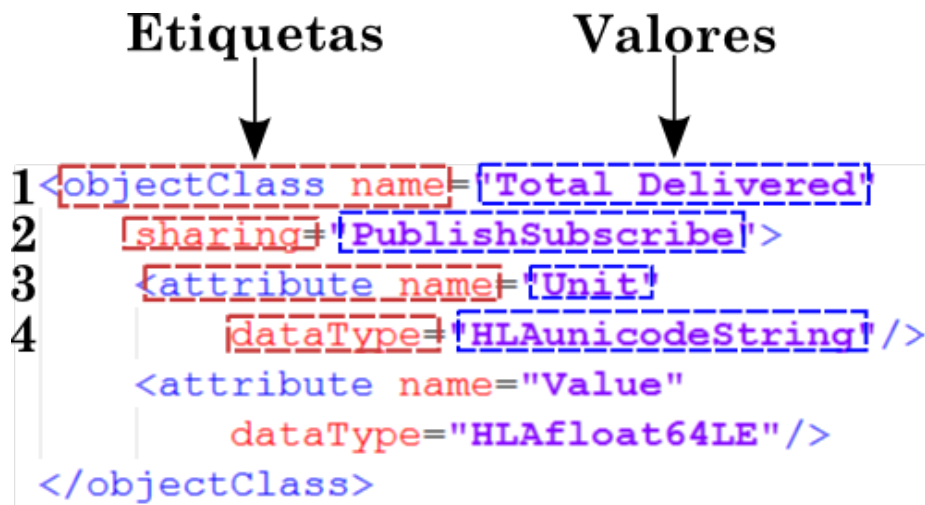 Etiquetas Valores
1 <objectClass name="Total Delivered"
2 sharing="PublishSubscribe">
3 <attribute name="Unit"
4 dataType="HLAunicodeString"/>
<attribute name="Value"
dataType="HLAfloat64LE"/>
</objectClass>